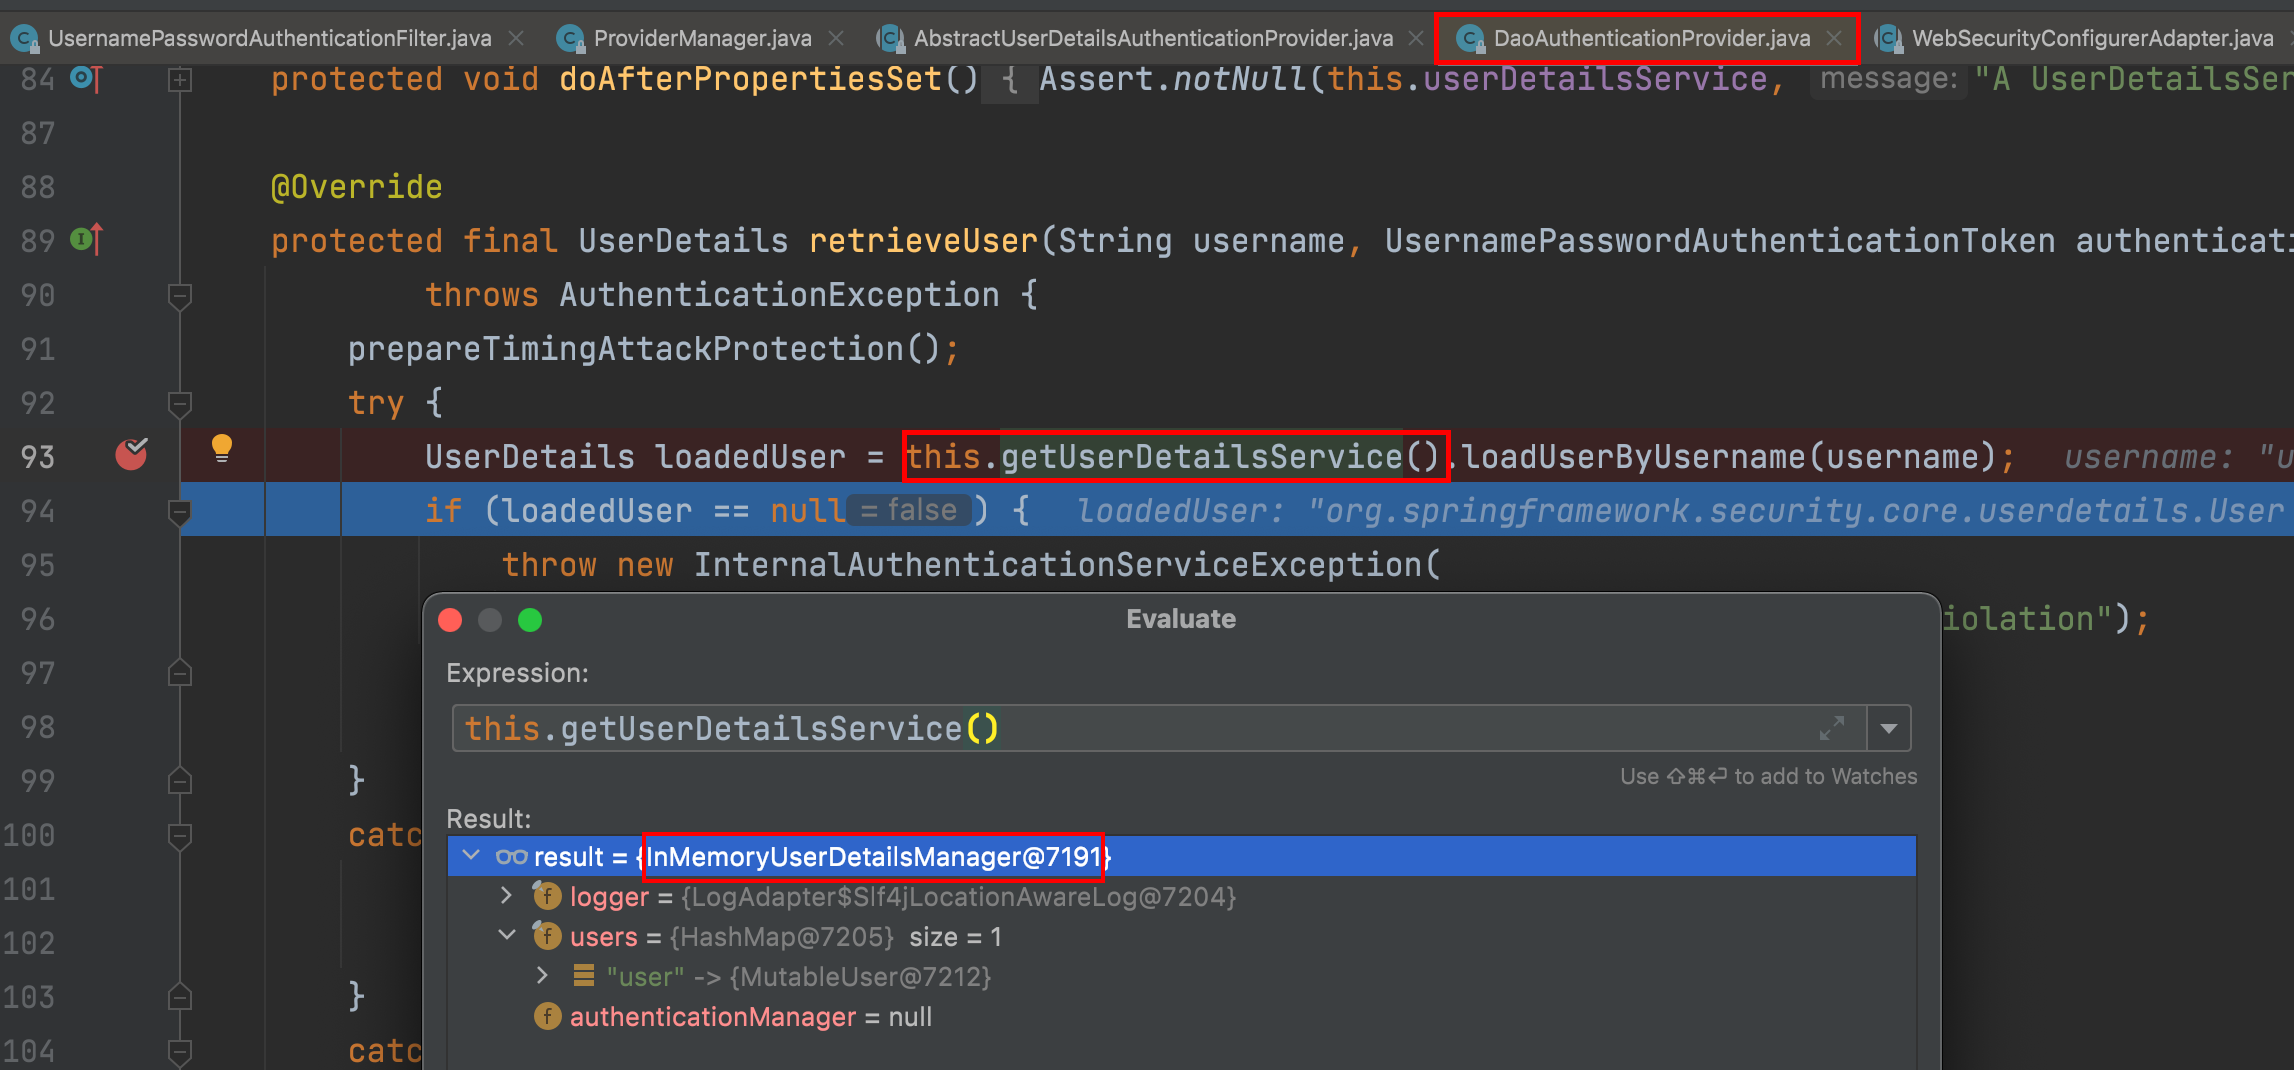 UsernamePasswordAuthenticationFilter.java ProviderManager.java AbstractUserDetailsAuthenticationProvider.java DaoAuthenticationProvider.java WebSecurityConfigurerAdapter.java
84 protected void doAfterPropertiesSet() { Assert.notNull(this.userDetailsService, message: "A UserDetailsSer
87
88 @Override
89 protected final UserDetails retrieveUser(String username, UsernamePasswordAuthenticationToken authenticati
90 throws AuthenticationException {
91 prepareTimingAttackProtection();
92 try {
93 UserDetails loadedUser = this.getUserDetailsService().loadUserByUsername(username); username: "u
94 if (loadedUser == null = false ) { loadedUser: "org.springframework.security.core.userdetails.User
95 throw new InternalAuthenticationServiceException(
96 iolation");
97
98
99 }
100 catc
101
102
103 }
104 catc
Evaluate
Expression:
this.getUserDetailsService()
Use ⇧⌘⏎ to add to Watches
Result:
result = {InMemoryUserDetailsManager@7191}
logger = {LogAdapter$Slf4jLocationAwareLog@7204}
users = {HashMap@7205} size = 1
"user" -> {MutableUser@7212}
authenticationManager = null